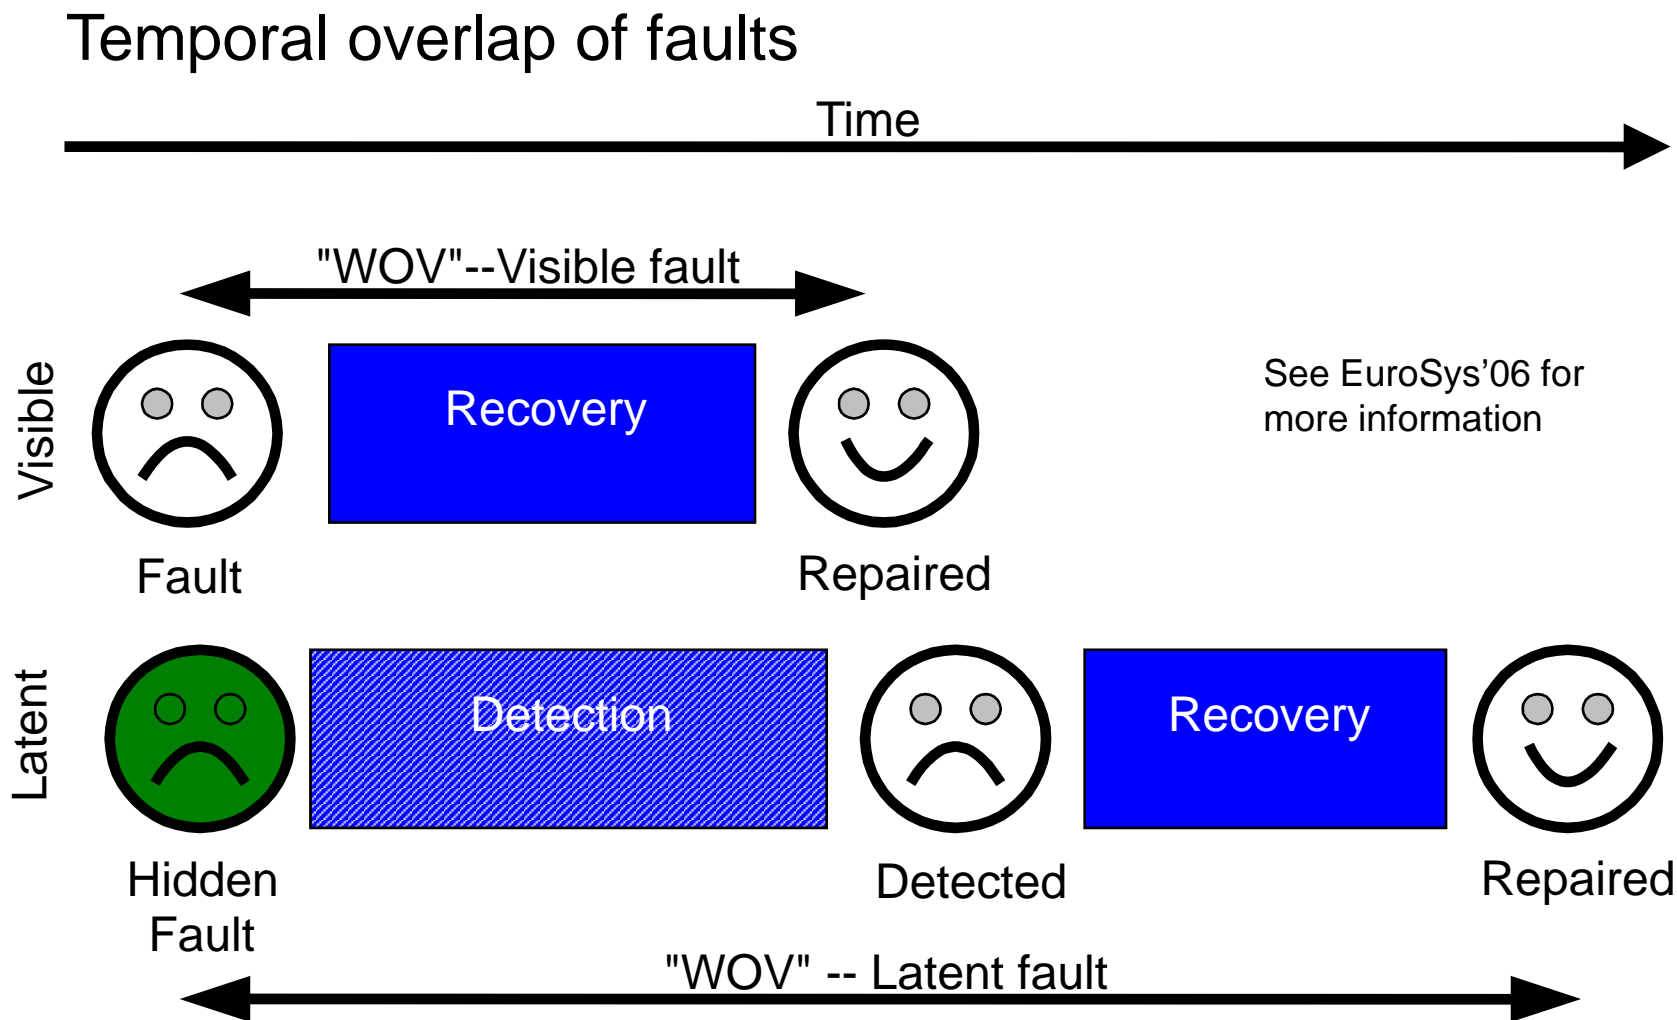 Temporal overlap of faults
Time
"WOV"--Visible fault
Visible
Recovery
See EuroSys’06 for
more information
Fault
Repaired
Latent
Detection
Recovery
Hidden
Fault
Detected
Repaired
"WOV" -- Latent fault